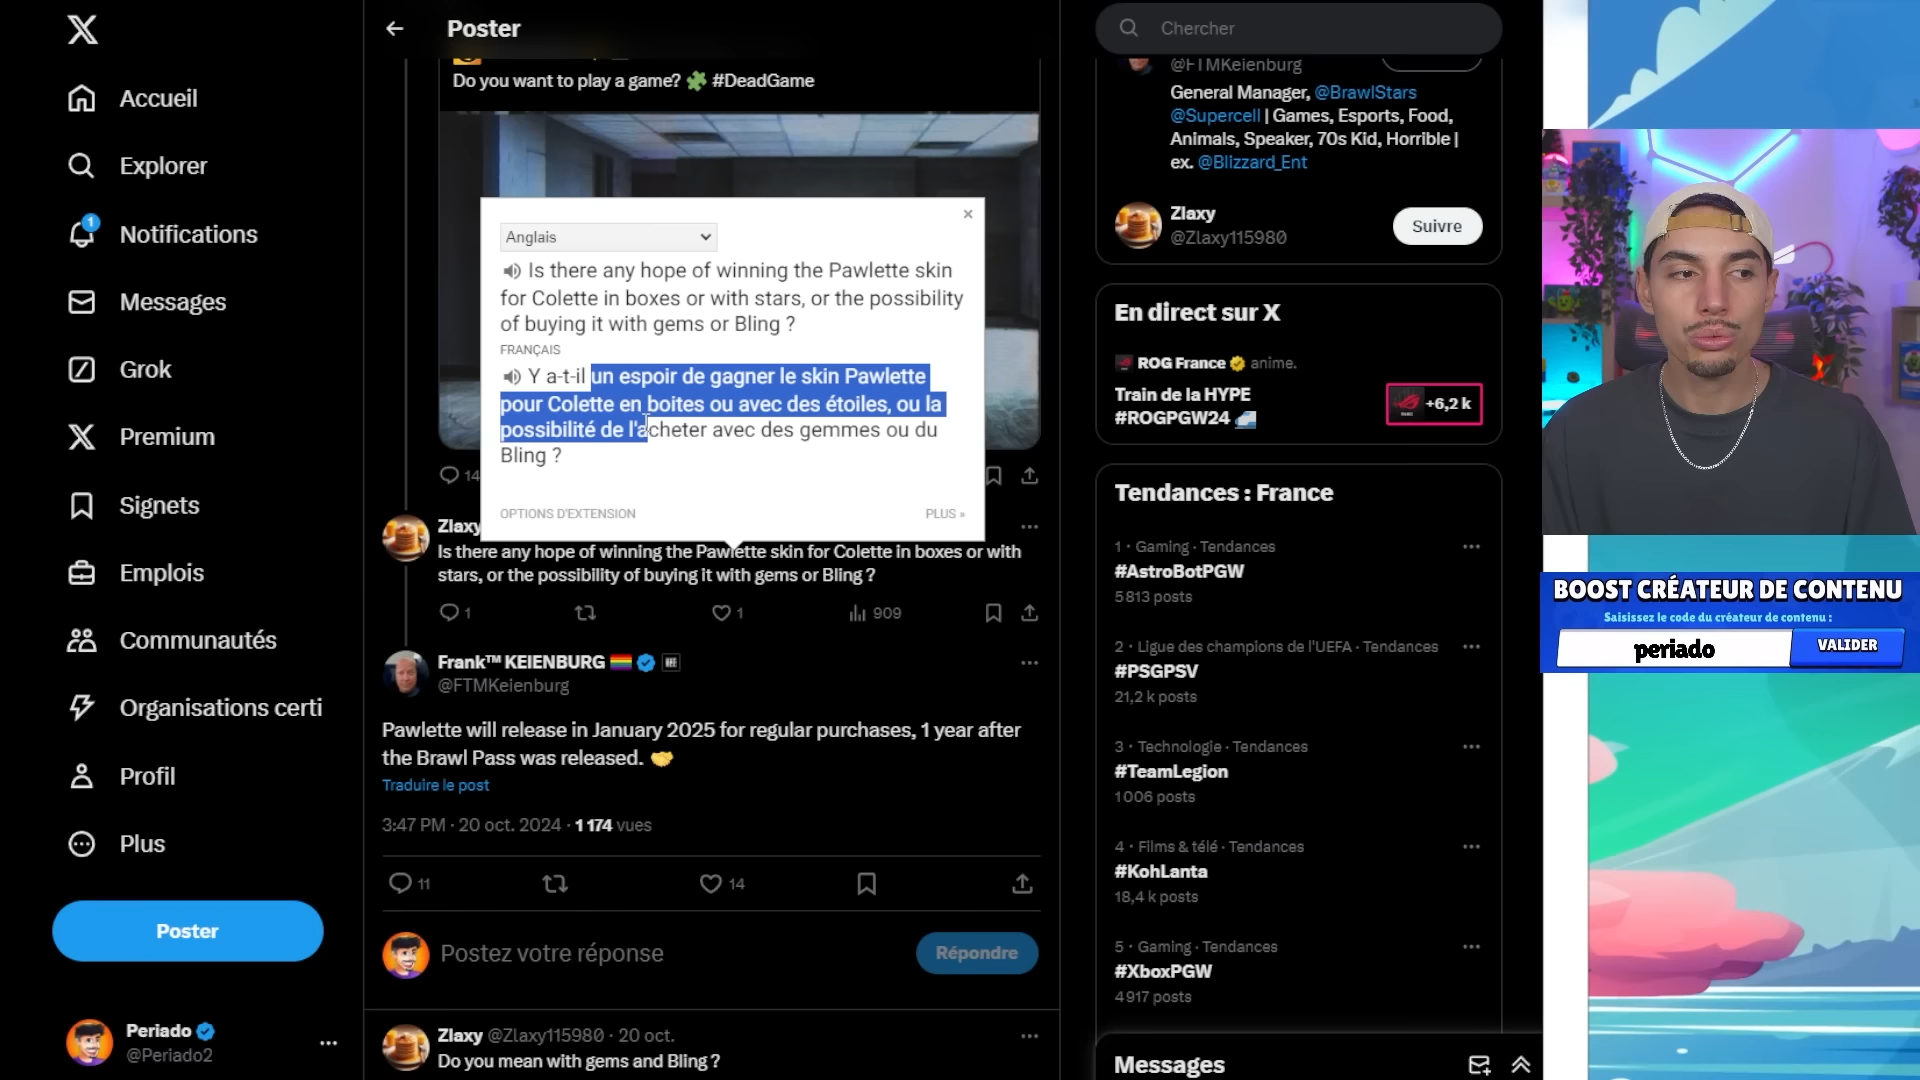 Poster
Chercher
Accueil
Explorer
1
Notifications
Messages
Grok
Premium
Signets
Emplois
Communautés
Organisations certi
Profil
Plus
Poster
Periado
@Periado2
Do you want to play a game? 🧩 #DeadGame
Anglais
×
Is there any hope of winning the Pawlette skin
for Colette in boxes or with stars, or the possibility
of buying it with gems or Bling ?
FRANÇAIS
Y a-t-il un espoir de gagner le skin Pawlette
pour Colette en boites ou avec des étoiles, ou la
possibilité de l'acheter avec des gemmes ou du
Bling ?
OPTIONS D'EXTENSION
PLUS »
14
Zlaxy
Is there any hope of winning the Pawlette skin for Colette in boxes or with
stars, or the possibility of buying it with gems or Bling ?
1
1
909
Frank™ KEIENBURG 🏳️‍🌈
@FTMKeienburg
Pawlette will release in January 2025 for regular purchases, 1 year after
the Brawl Pass was released. 🤝
Traduire le post
3:47 PM · 20 oct. 2024 · 1 174 vues
11
14
Postez votre réponse
Répondre
Zlaxy @Zlaxy115980 · 20 oct.
Do you mean with gems and Bling ?
@FTMKeienburg
General Manager, @BrawlStars
@Supercell | Games, Esports, Food,
Animals, Speaker, 70s Kid, Horrible |
ex. @Blizzard_Ent
Zlaxy
@Zlaxy115980
Suivre
En direct sur X
ROG France anime.
Train de la HYPE
#ROGPGW24 🚄
+6,2 k
Tendances : France
1 · Gaming · Tendances
#AstroBotPGW
5 813 posts
2 · Ligue des champions de l'UEFA · Tendances
#PSGPSV
21,2 k posts
3 · Technologie · Tendances
#TeamLegion
1 006 posts
4 · Films & télé · Tendances
#KohLanta
18,4 k posts
5 · Gaming · Tendances
#XboxPGW
4 917 posts
Messages
BOOST CRÉATEUR DE CONTENU
Saisissez le code du créateur de contenu :
periado
VALIDER